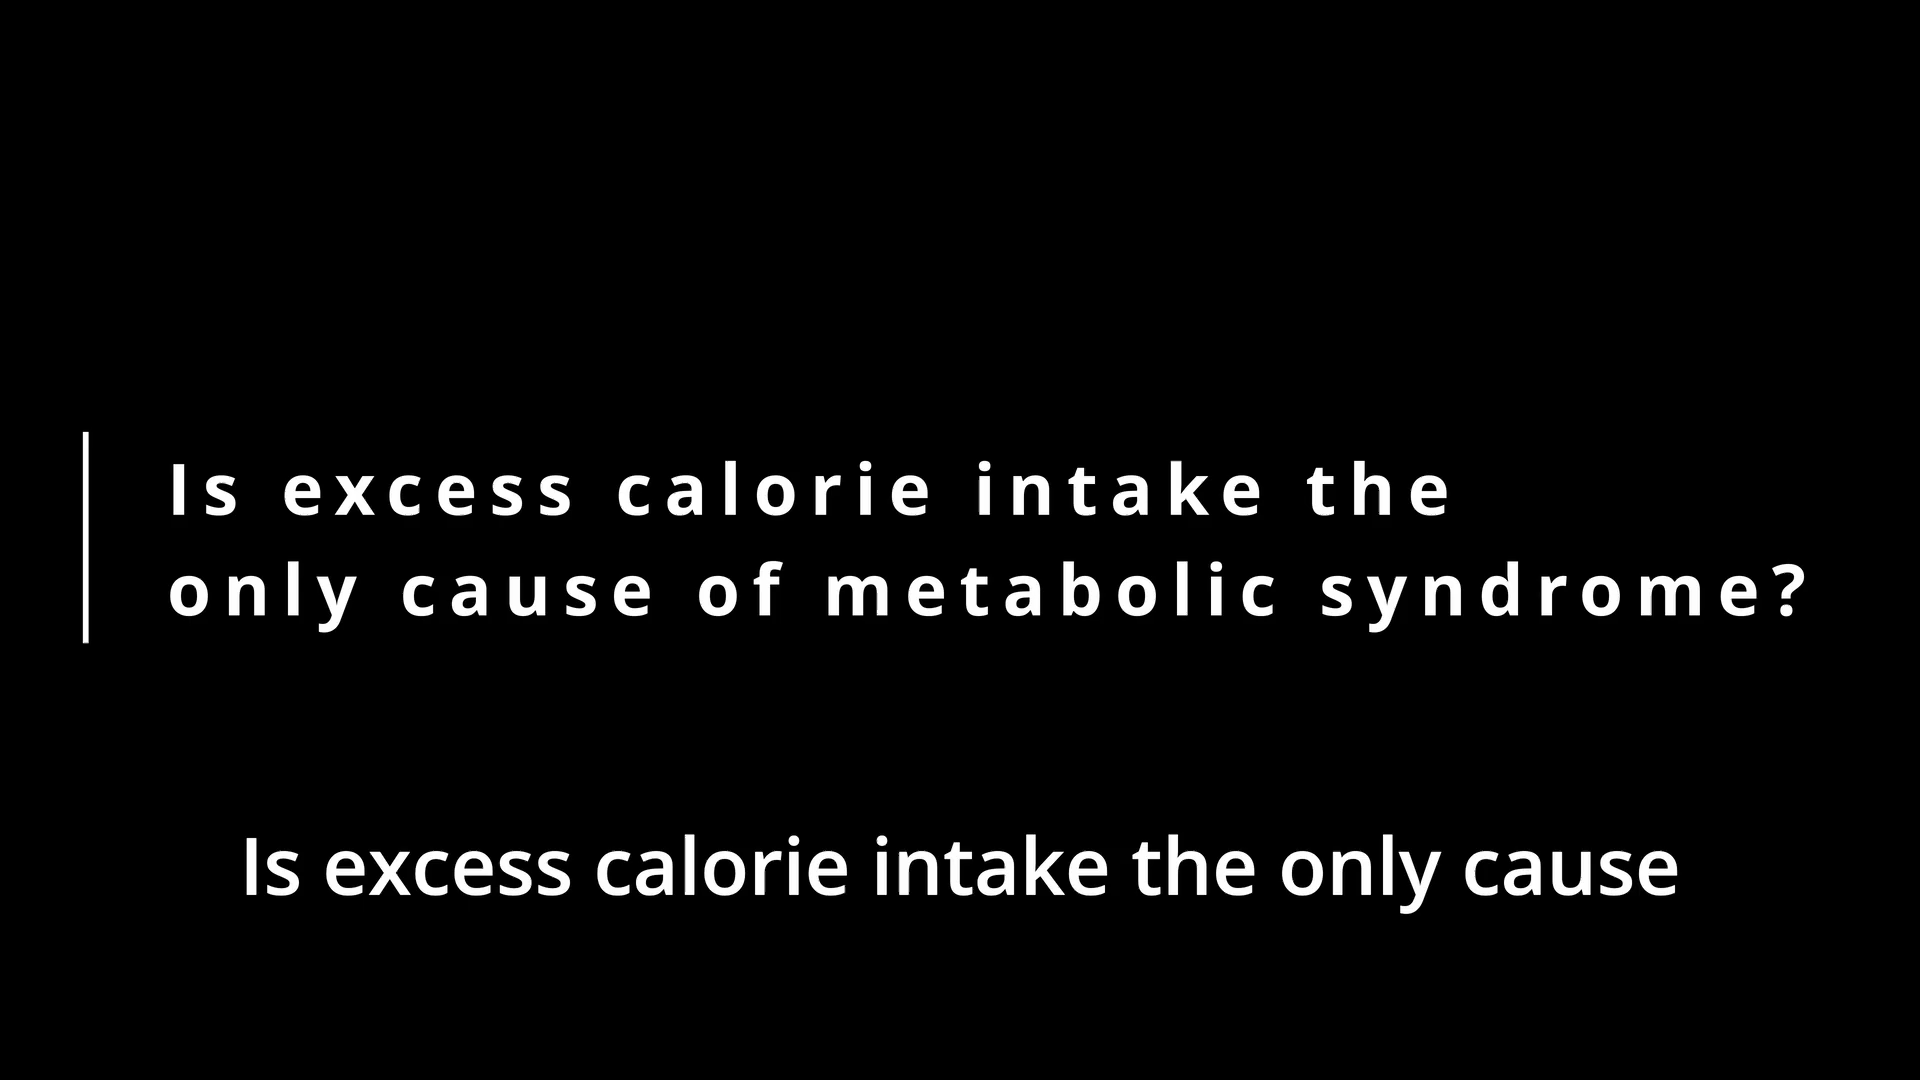 Is excess calorie intake the
only cause of metabolic syndrome?
Is excess calorie intake the only cause